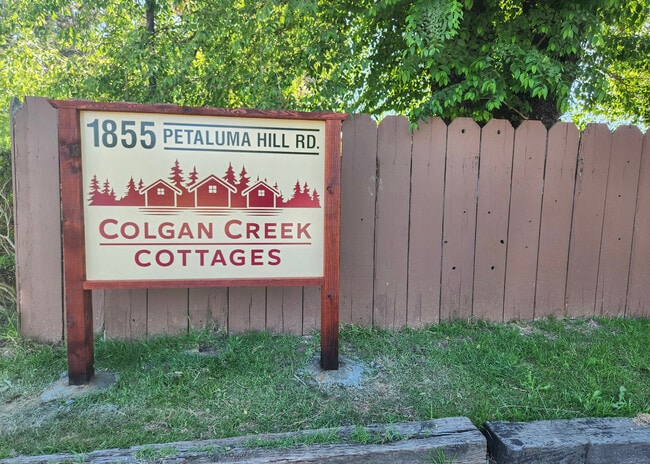 1855 PETALUMA HILL RD.
COLGAN CREEK
COTTAGES